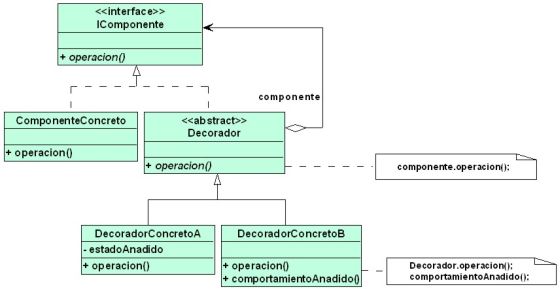 <<interface>>
IComponente
+ operacion()
componente
ComponenteConcreto
+ operacion()
<<abstract>>
Decorador
+ operacion()
componente.operacion();
DecoradorConcretoA
- estadoAnadido
+ operacion()
DecoradorConcretoB
+ operacion()
+ comportamientoAnadido()
Decorador.operacion();
comportamientoAnadido();